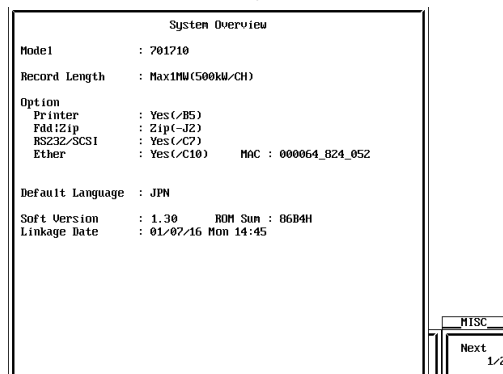 System Overview
Model : 701710
Record Length : Max1MW(500kW/CH)
Option
Printer : Yes(/B5)
Fdd¦Zip : Zip(-J2)
RS232/SCSI : Yes(/C7)
Ether : Yes(/C10) MAC : 000064_824_052
Default Language : JPN
Soft Version : 1.30 ROM Sum : 86B4H
Linkage Date : 01/07/16 Mon 14:45
MISC
Next
1/2